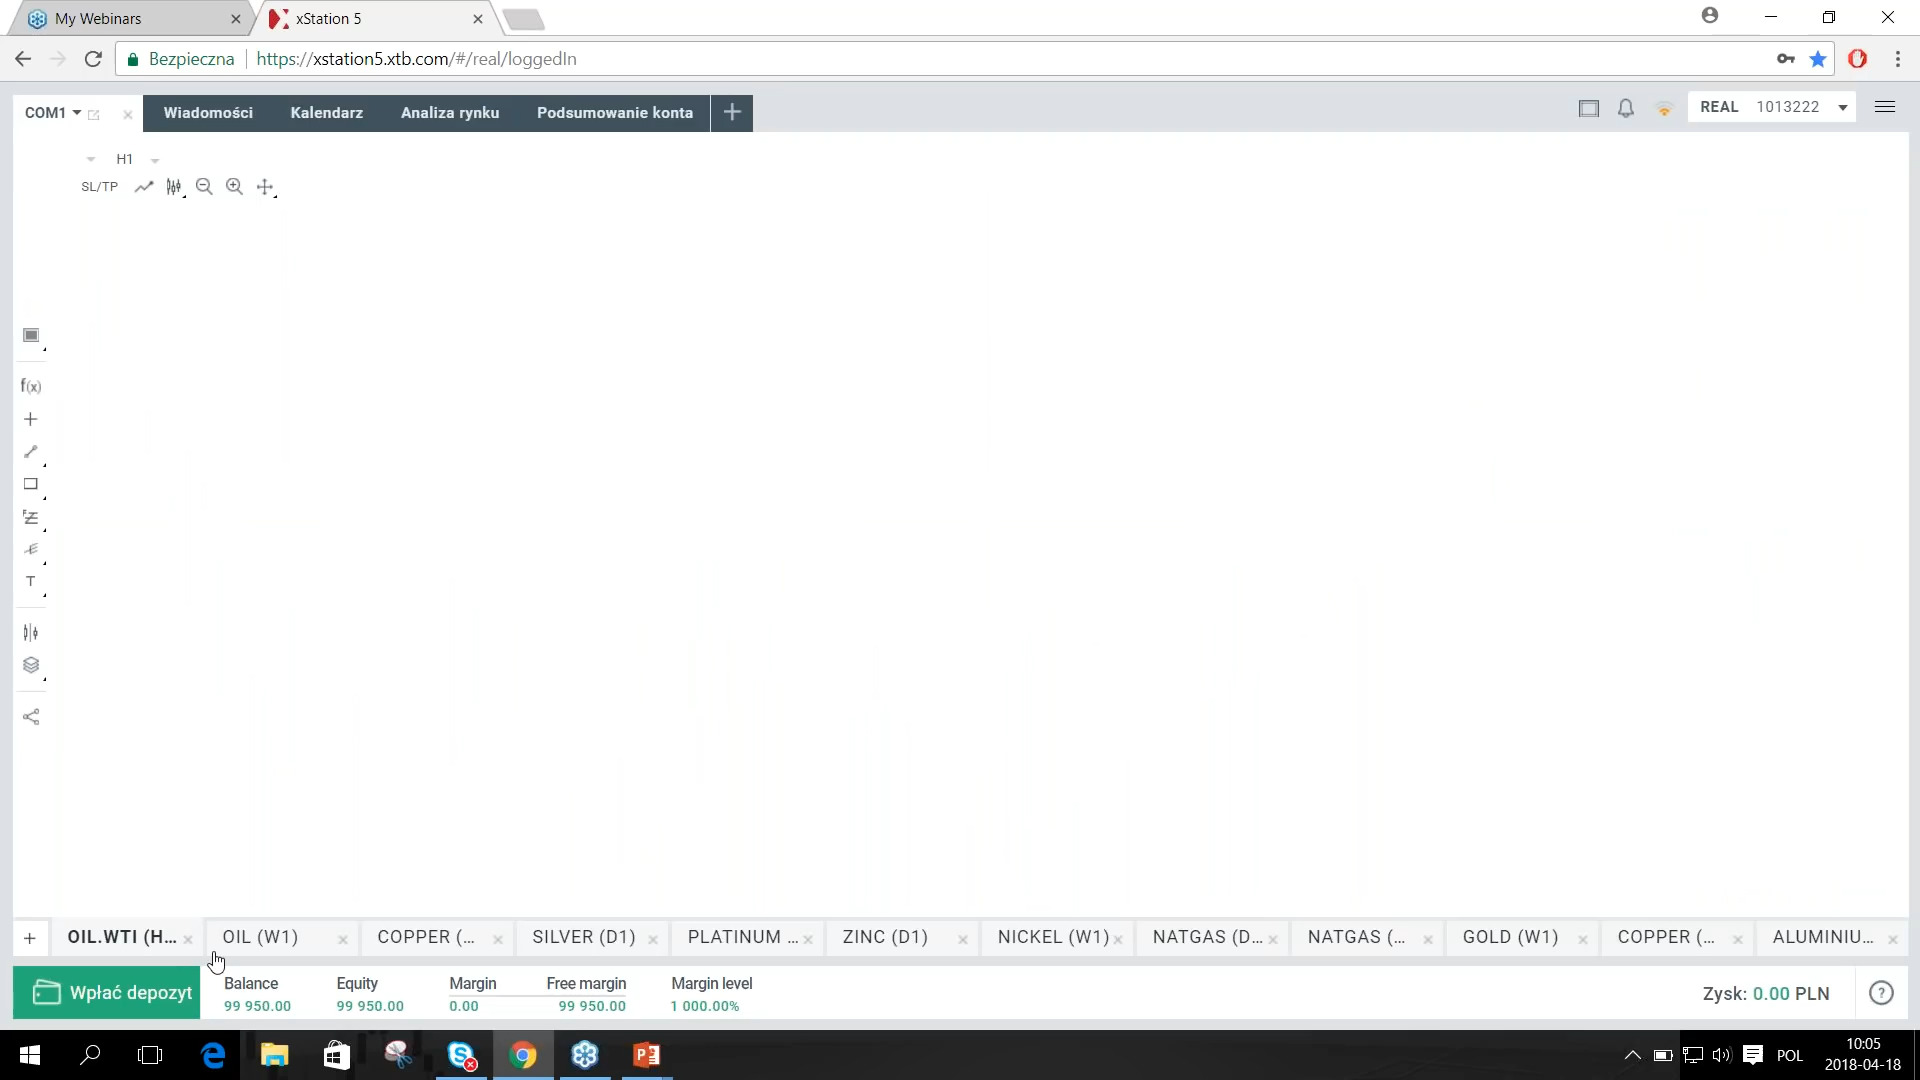 My Webinars
xStation 5
Bezpieczna
https://xstation5.xtb.com/#/real/loggedIn
COM1
Wiadomości
Kalendarz
Analiza rynku
Podsumowanie konta
REAL 1013222
H1
SL/TP
f(x)
T
OIL.WTI (H...
OIL (W1)
COPPER (...
SILVER (D1)
PLATINUM ...
ZINC (D1)
NICKEL (W1)
NATGAS (D...
NATGAS (...
GOLD (W1)
COPPER (...
ALUMINIU...
Wpłać depozyt
Balance
99 950.00
Equity
99 950.00
Margin
0.00
Free margin
99 950.00
Margin level
1 000.00%
Zysk: 0.00 PLN
POL
10:05
2018-04-18